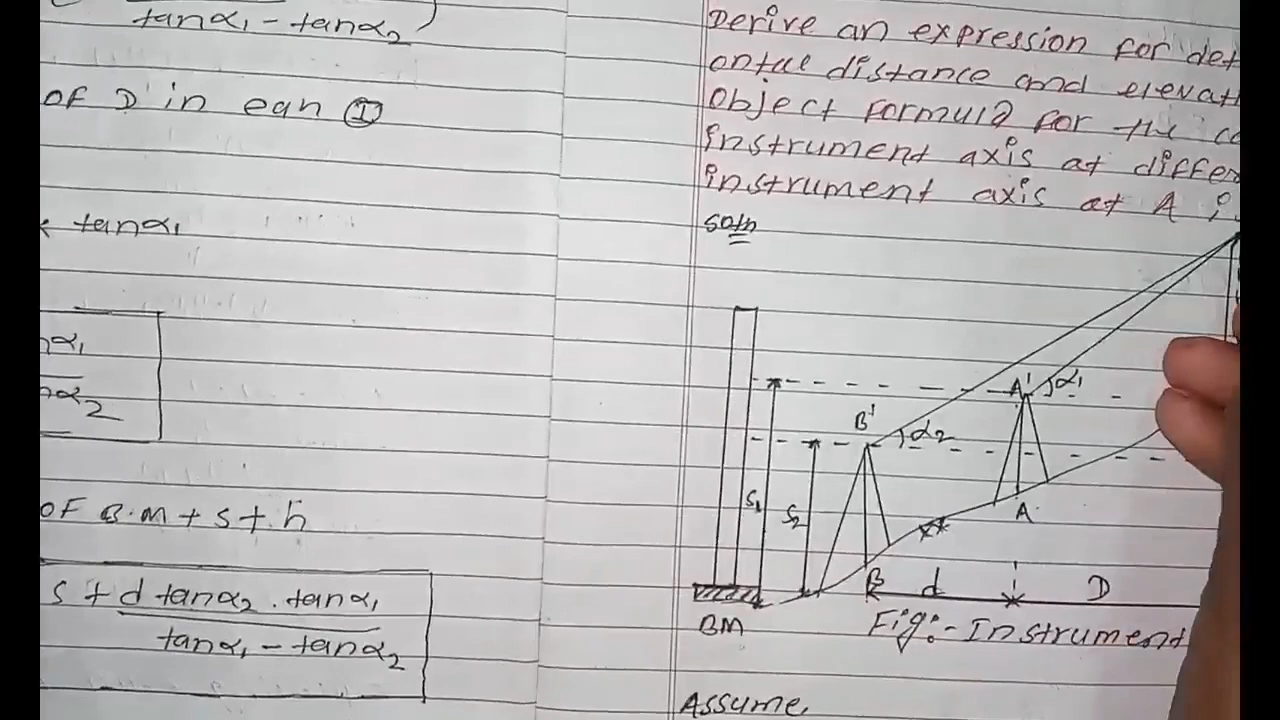 tanα₁ - tanα₂
OF D in eqn ①
tanα₁
α₁
α₂
OF B.M + s + h
s + d tanα₂ . tanα₁
tanα₁ - tanα₂
Derive an expression for det
ontal distance and elevat
Object Formula For the
instrument axis at differ
instrument axis at A
Soln
A' α₁
B' α₂
S₁
S₂
A
B d D
BM
Fig:- Instrument
Assume,